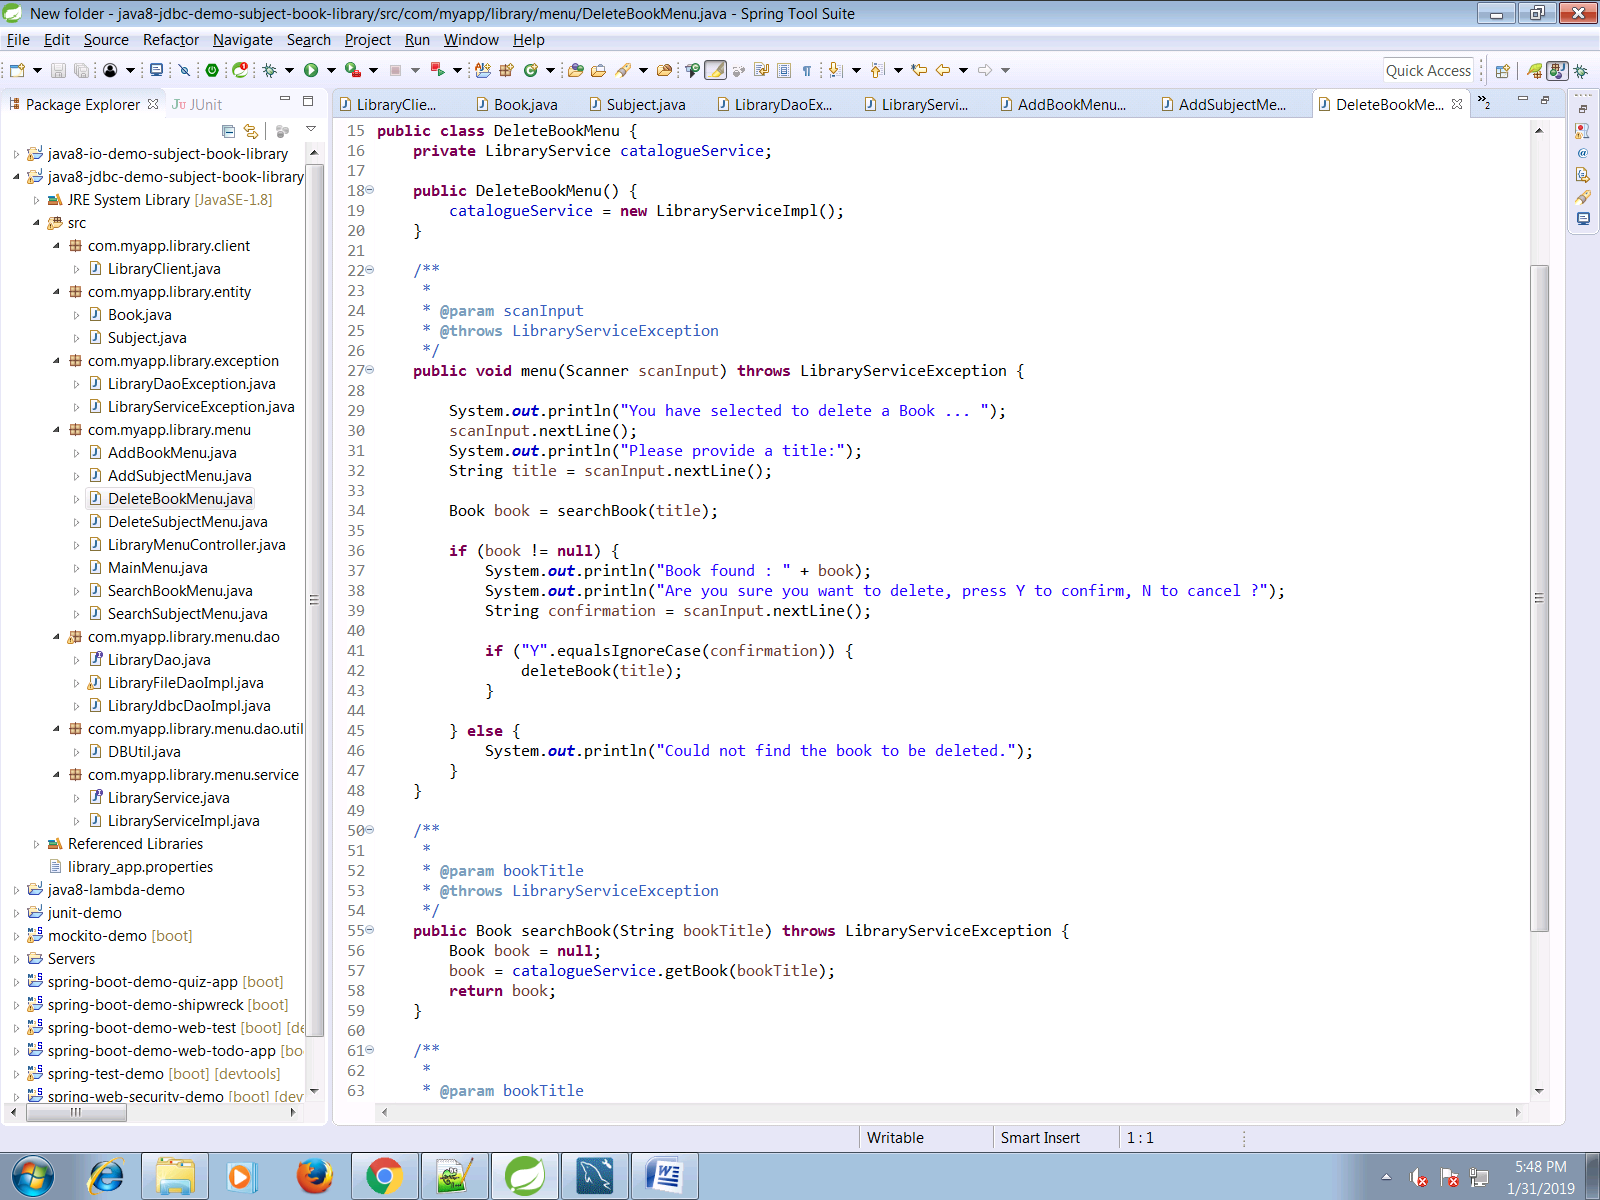 New folder - java8-jdbc-demo-subject-book-library/src/com/myapp/library/menu/DeleteBookMenu.java - Spring Tool Suite
File Edit Source Refactor Navigate Search Project Run Window Help
Quick Access
Package Explorer JUnit
LibraryClie... Book.java Subject.java LibraryDaoEx... LibraryServi... AddBookMenu... AddSubjectMe... DeleteBookMe... »2
java8-io-demo-subject-book-library
java8-jdbc-demo-subject-book-library
JRE System Library [JavaSE-1.8]
src
com.myapp.library.client
LibraryClient.java
com.myapp.library.entity
Book.java
Subject.java
com.myapp.library.exception
LibraryDaoException.java
LibraryServiceException.java
com.myapp.library.menu
AddBookMenu.java
AddSubjectMenu.java
DeleteBookMenu.java
DeleteSubjectMenu.java
LibraryMenuController.java
MainMenu.java
SearchBookMenu.java
SearchSubjectMenu.java
com.myapp.library.menu.dao
LibraryDao.java
LibraryFileDaoImpl.java
LibraryJdbcDaoImpl.java
com.myapp.library.menu.dao.util
DBUtil.java
com.myapp.library.menu.service
LibraryService.java
LibraryServiceImpl.java
Referenced Libraries
library_app.properties
java8-lambda-demo
junit-demo
mockito-demo [boot]
Servers
spring-boot-demo-quiz-app [boot]
spring-boot-demo-shipwreck [boot]
spring-boot-demo-web-test [boot] [de
spring-boot-demo-web-todo-app [bo
spring-test-demo [boot] [devtools]
spring-web-security-demo [boot] [dev
15 public class DeleteBookMenu {
16     private LibraryService catalogueService;
17
18     public DeleteBookMenu() {
19         catalogueService = new LibraryServiceImpl();
20     }
21
22     /**
23      *
24      * @param scanInput
25      * @throws LibraryServiceException
26      */
27     public void menu(Scanner scanInput) throws LibraryServiceException {
28
29         System.out.println("You have selected to delete a Book ... ");
30         scanInput.nextLine();
31         System.out.println("Please provide a title:");
32         String title = scanInput.nextLine();
33
34         Book book = searchBook(title);
35
36         if (book != null) {
37             System.out.println("Book found : " + book);
38             System.out.println("Are you sure you want to delete, press Y to confirm, N to cancel ?");
39             String confirmation = scanInput.nextLine();
40
41             if ("Y".equalsIgnoreCase(confirmation)) {
42                 deleteBook(title);
43             }
44
45         } else {
46             System.out.println("Could not find the book to be deleted.");
47         }
48     }
49
50     /**
51      *
52      * @param bookTitle
53      * @throws LibraryServiceException
54      */
55     public Book searchBook(String bookTitle) throws LibraryServiceException {
56         Book book = null;
57         book = catalogueService.getBook(bookTitle);
58         return book;
59     }
60
61     /**
62      *
63      * @param bookTitle
Writable Smart Insert 1 : 1
5:48 PM
1/31/2019